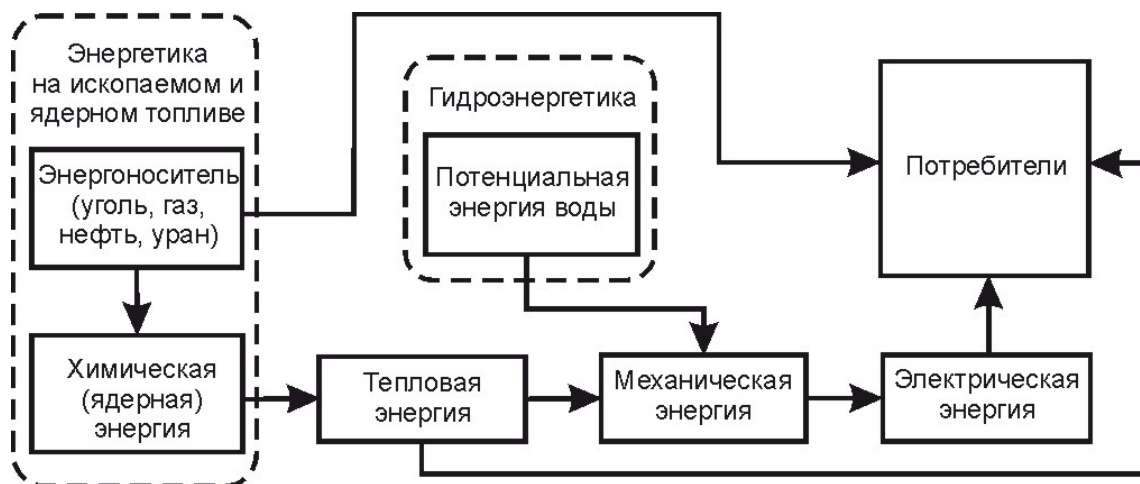 Энергетика
на ископаемом и
ядерном топливе
Энергоноситель
(уголь, газ,
нефть, уран)
Химическая
(ядерная)
энергия
Гидроэнергетика
Потенциальная
энергия воды
Тепловая
энергия
Механическая
энергия
Электрическая
энергия
Потребители